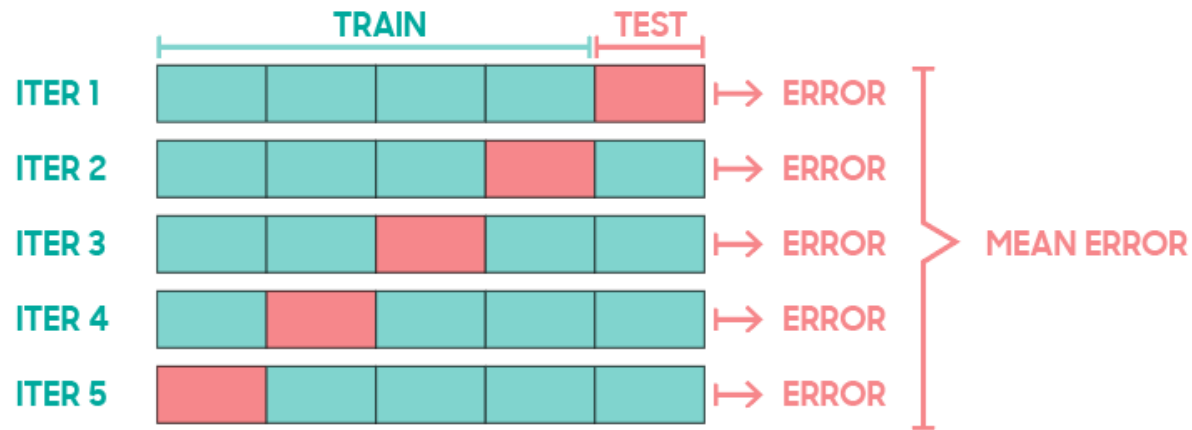 TRAIN TEST
ITER 1 ERROR
ITER 2 ERROR
ITER 3 ERROR
MEAN ERROR
ITER 4 ERROR
ITER 5 ERROR